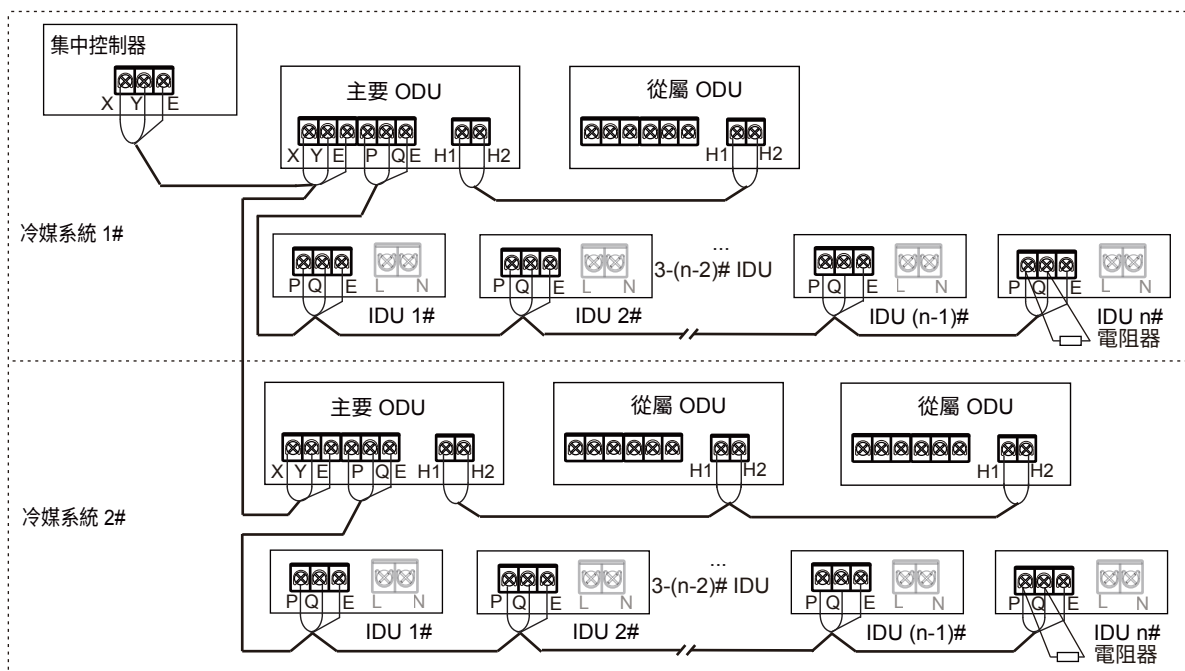 集中控制器
X Y E
主要 ODU
X Y E P Q E H1 H2
從屬 ODU
H1 H2
冷媒系統 1#
P Q E L N
IDU 1#
P Q E L N
IDU 2#
...
3-(n-2)# IDU
P Q E L N
IDU (n-1)#
P Q E L N
IDU n#
電阻器
主要 ODU
X Y E P Q E H1 H2
從屬 ODU
H1 H2
從屬 ODU
H1 H2
冷媒系統 2#
P Q E L N
IDU 1#
P Q E L N
IDU 2#
...
3-(n-2)# IDU
P Q E L N
IDU (n-1)#
P Q E L N
IDU n#
電阻器